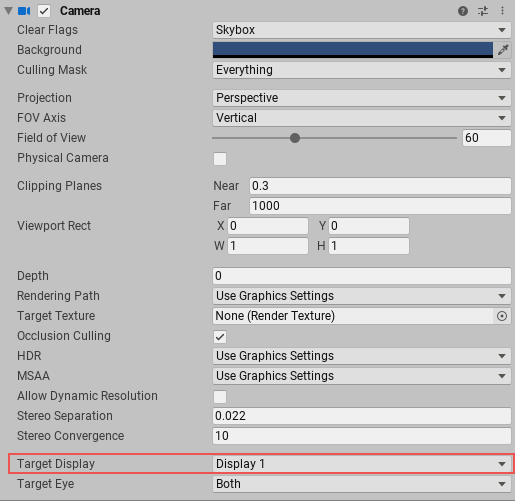 Camera
Clear Flags Skybox
Background
Culling Mask Everything
Projection Perspective
FOV Axis Vertical
Field of View 60
Physical Camera
Clipping Planes Near 0.3
Far 1000
Viewport Rect X 0 Y 0
W 1 H 1
Depth 0
Rendering Path Use Graphics Settings
Target Texture None (Render Texture)
Occlusion Culling
HDR Use Graphics Settings
MSAA Use Graphics Settings
Allow Dynamic Resolution
Stereo Separation 0.022
Stereo Convergence 10
Target Display Display 1
Target Eye Both